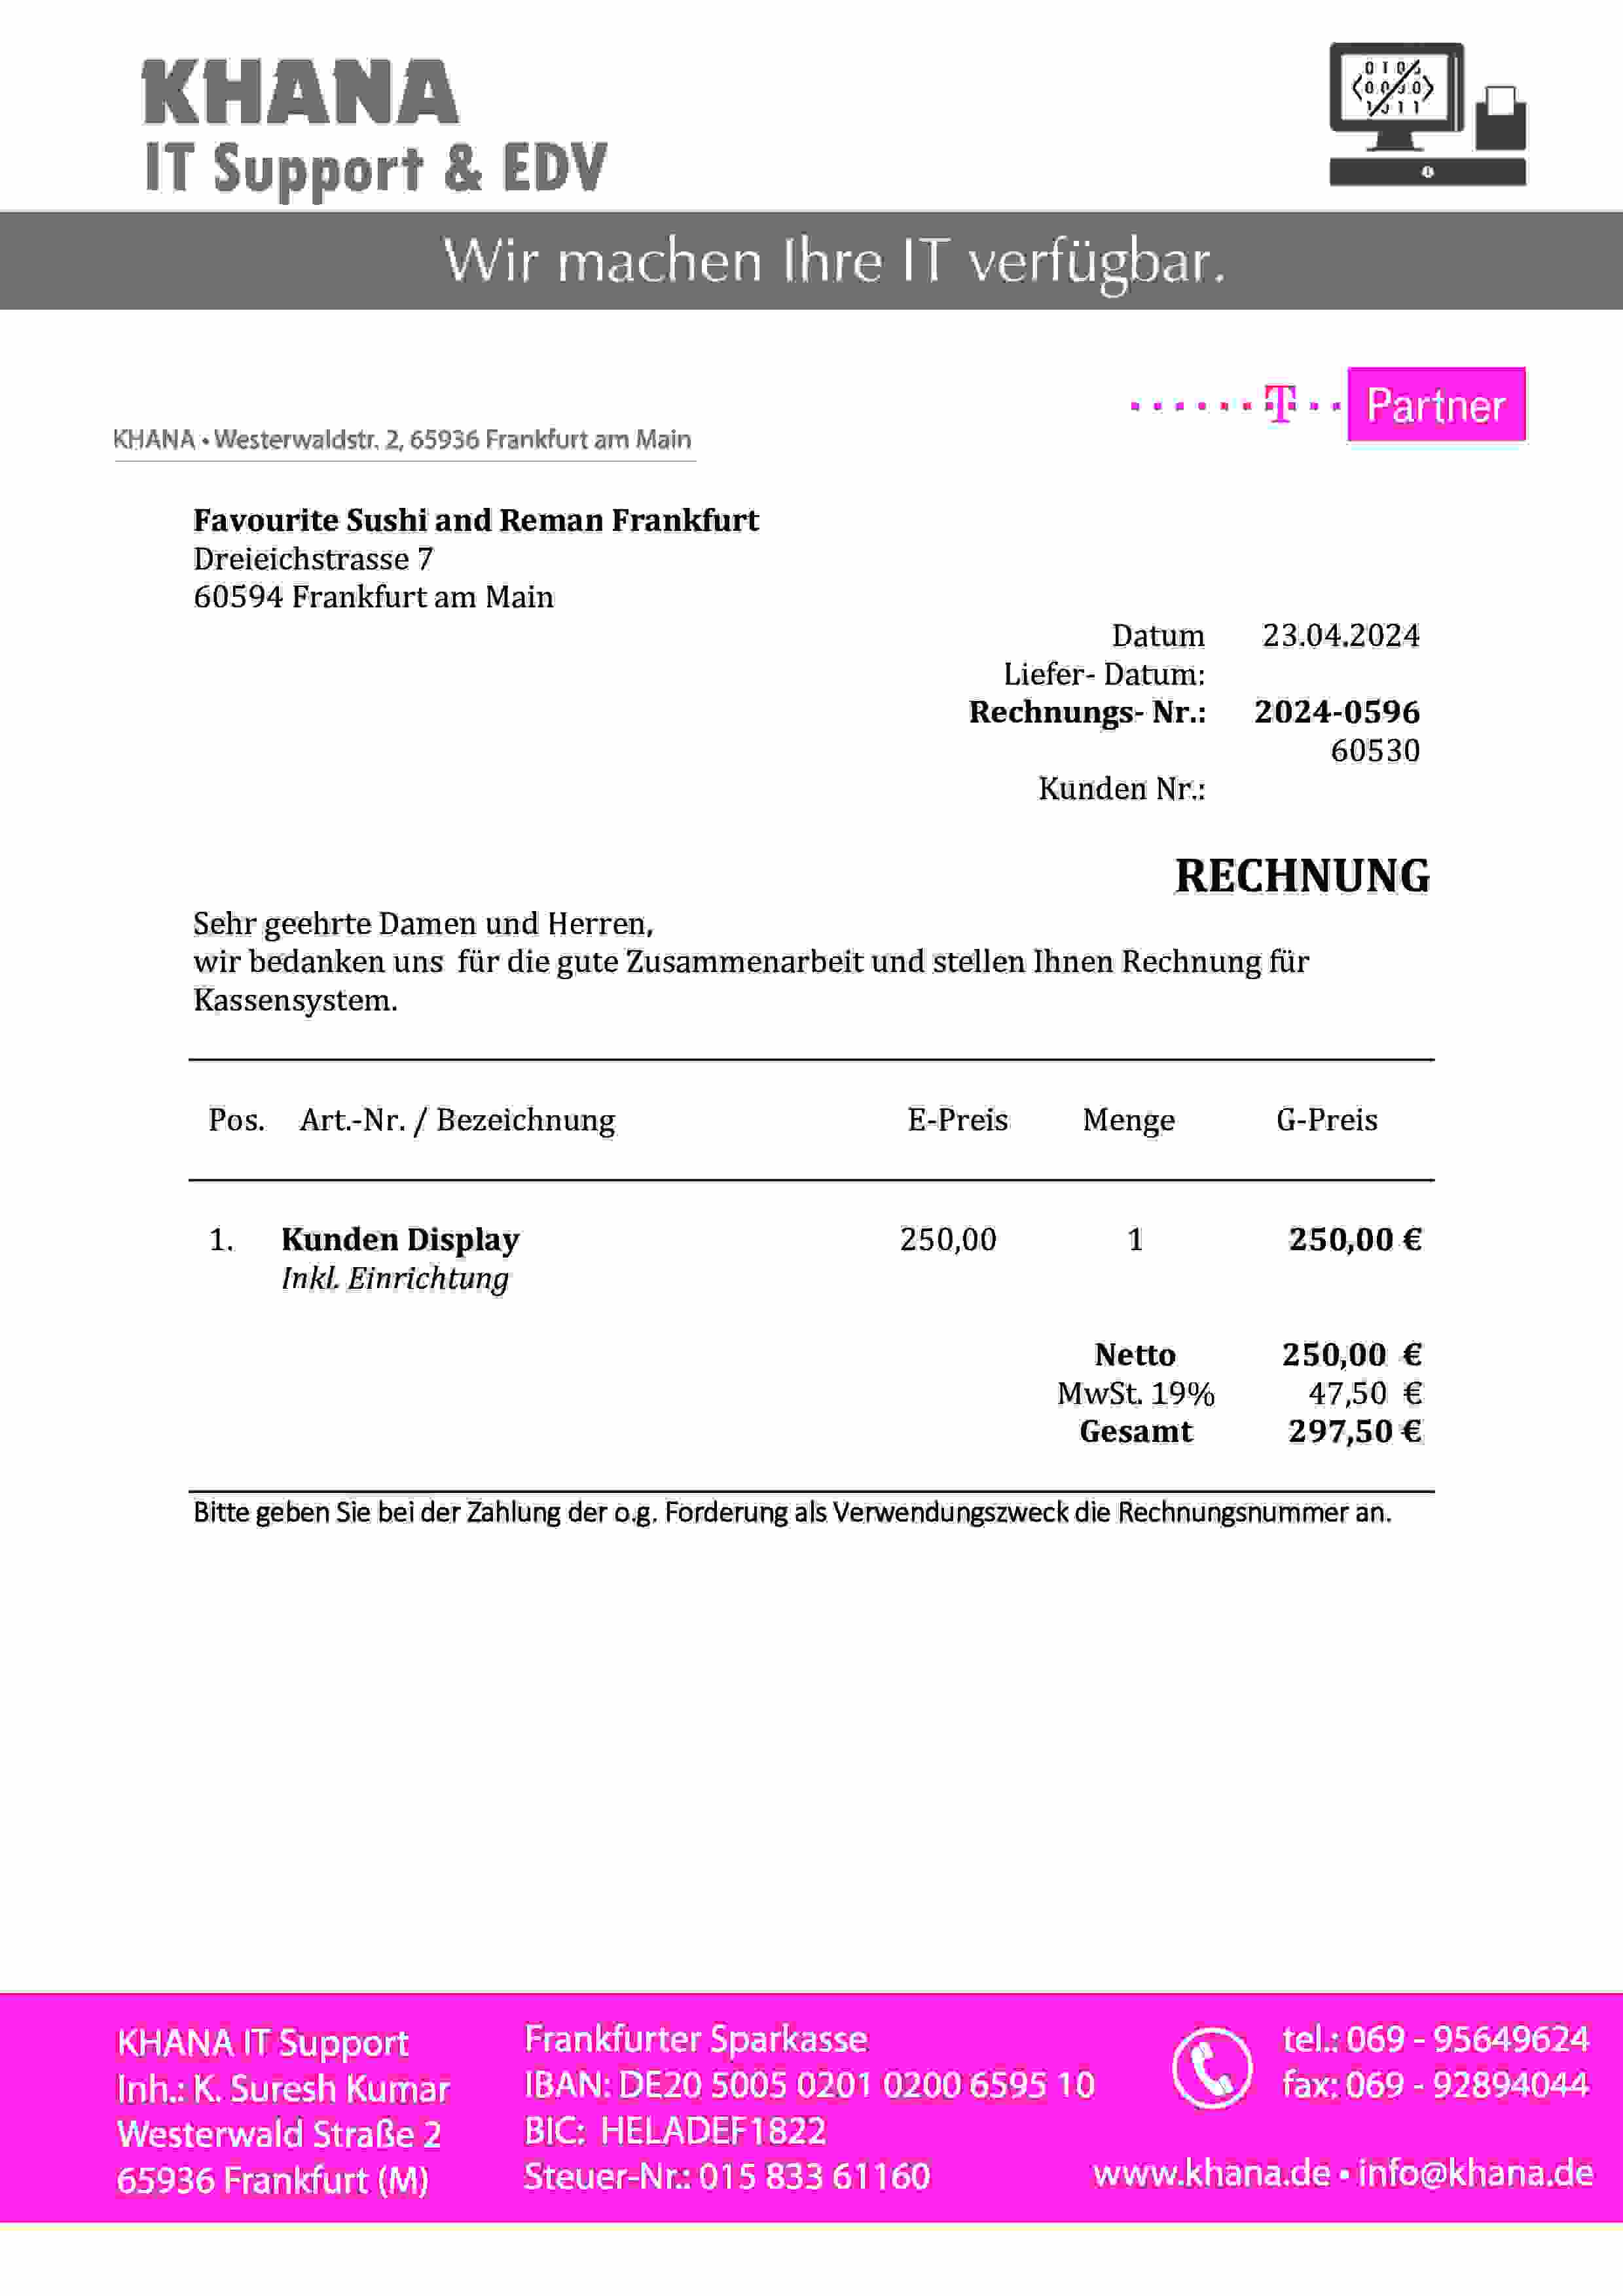 KHANA
IT Support & EDV
Wir machen Ihre IT verfügbar.
T Partner
KHANA • Westerwaldstr. 2, 65936 Frankfurt am Main
Favourite Sushi and Reman Frankfurt
Dreieichstrasse 7
60594 Frankfurt am Main
Datum 23.04.2024
Liefer- Datum:
Rechnungs- Nr.: 2024-0596
60530
Kunden Nr.:
RECHNUNG
Sehr geehrte Damen und Herren,
wir bedanken uns für die gute Zusammenarbeit und stellen Ihnen Rechnung für
Kassensystem.
Pos. Art.-Nr. / Bezeichnung E-Preis Menge G-Preis
1. Kunden Display 250,00 1 250,00 €
Inkl. Einrichtung
Netto 250,00 €
MwSt. 19% 47,50 €
Gesamt 297,50 €
Bitte geben Sie bei der Zahlung der o.g. Forderung als Verwendungszweck die Rechnungsnummer an.
KHANA IT Support
Inh.: K. Suresh Kumar
Westerwald Straße 2
65936 Frankfurt (M)
Frankfurter Sparkasse
IBAN: DE20 5005 0201 0200 6595 10
BIC: HELADEF1822
Steuer-Nr.: 015 833 61160
tel.: 069 - 95649624
fax: 069 - 92894044
www.khana.de • info@khana.de